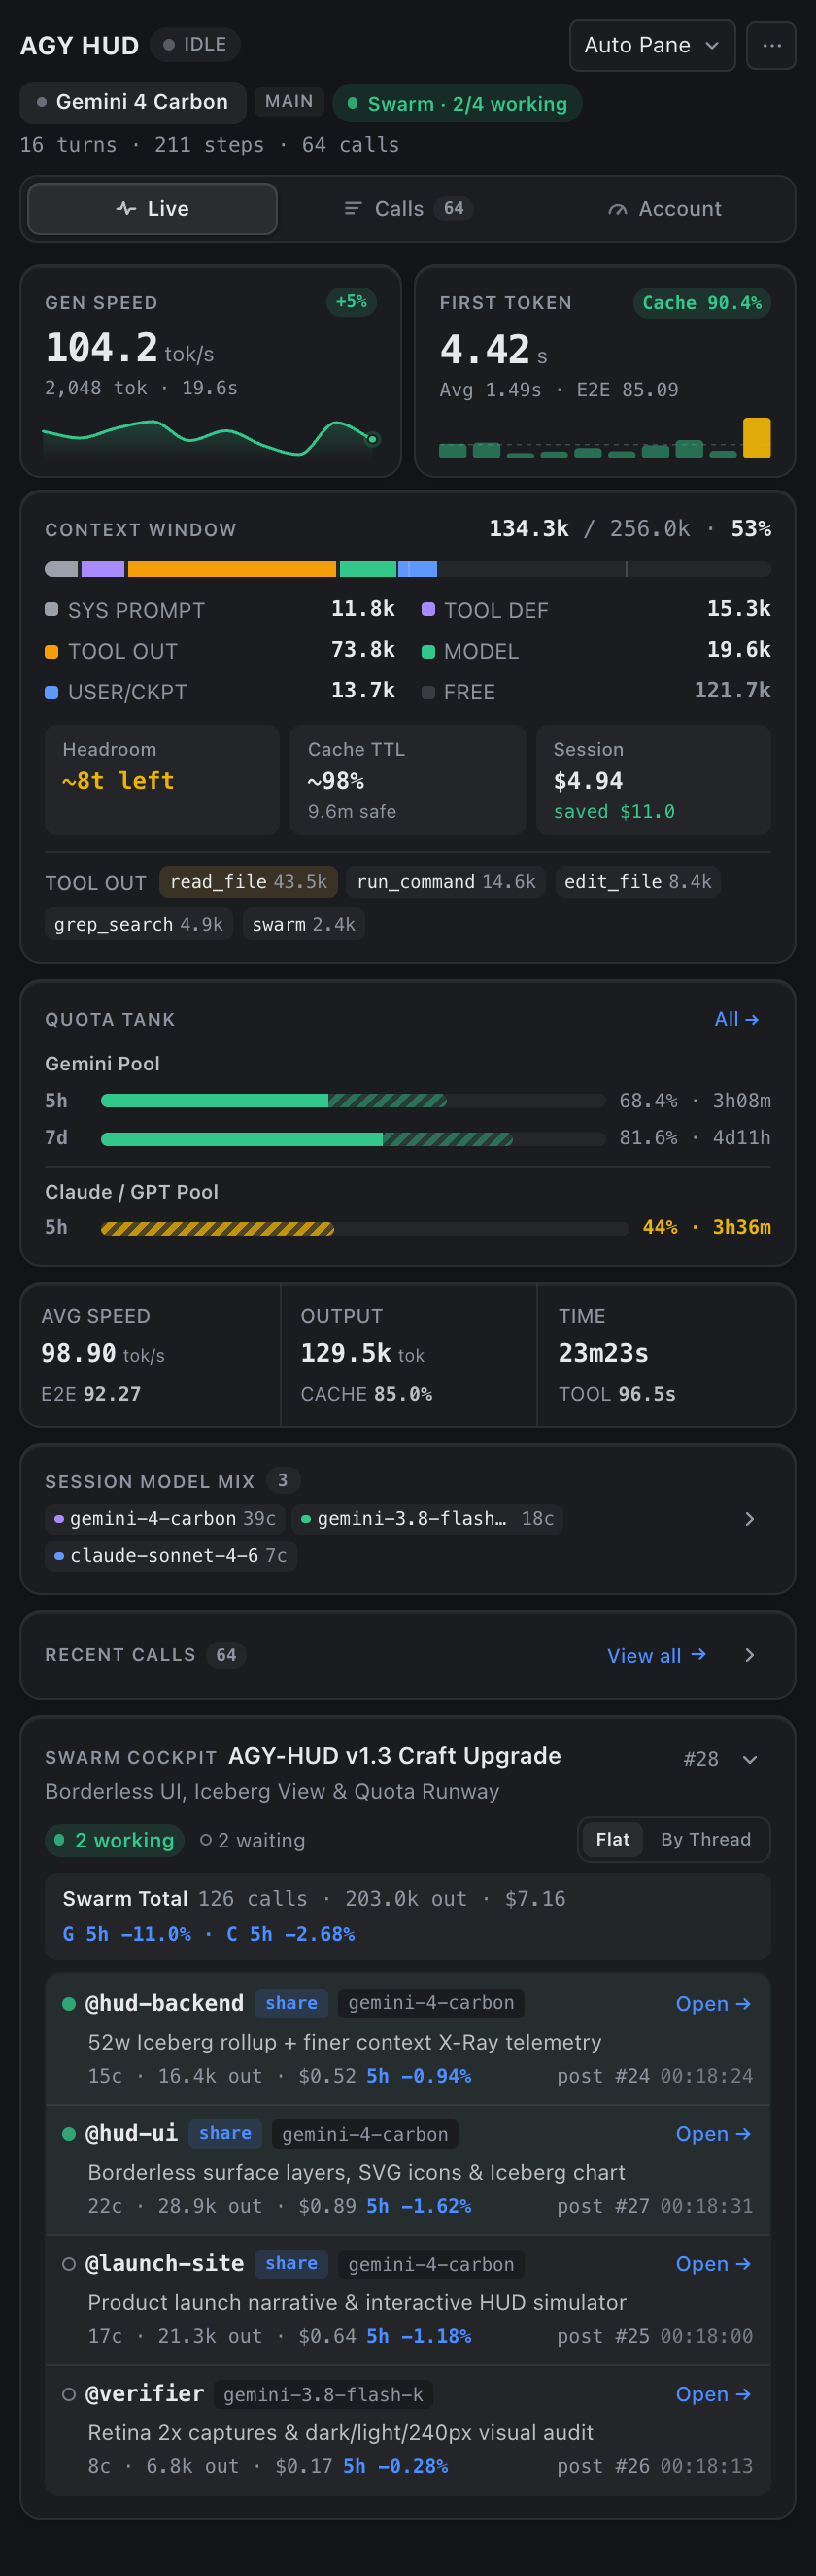 AGY HUD IDLE Auto Pane ···
Gemini 4 Carbon MAIN Swarm · 2/4 working
16 turns · 211 steps · 64 calls
Live Calls 64 Account
GEN SPEED +5%
104.2 tok/s
2,048 tok · 19.6s
FIRST TOKEN Cache 90.4%
4.42 s
Avg 1.49s · E2E 85.09
CONTEXT WINDOW 134.3k / 256.0k · 53%
SYS PROMPT 11.8k TOOL DEF 15.3k
TOOL OUT 73.8k MODEL 19.6k
USER/CKPT 13.7k FREE 121.7k
Headroom
~8t left
Cache TTL
~98%
9.6m safe
Session
$4.94
saved $11.0
TOOL OUT read_file 43.5k run_command 14.6k edit_file 8.4k
grep_search 4.9k swarm 2.4k
QUOTA TANK All →
Gemini Pool
5h 68.4% · 3h08m
7d 81.6% · 4d11h
Claude / GPT Pool
5h 44% · 3h36m
AVG SPEED
98.90 tok/s
E2E 92.27
OUTPUT
129.5k tok
CACHE 85.0%
TIME
23m23s
TOOL 96.5s
SESSION MODEL MIX 3
gemini-4-carbon 39c gemini-3.8-flash… 18c
claude-sonnet-4-6 7c
RECENT CALLS 64 View all →
SWARM COCKPIT AGY-HUD v1.3 Craft Upgrade #28
Borderless UI, Iceberg View & Quota Runway
2 working 2 waiting Flat By Thread
Swarm Total 126 calls · 203.0k out · $7.16
G 5h −11.0% · C 5h −2.68%
@hud-backend share gemini-4-carbon Open →
52w Iceberg rollup + finer context X-Ray telemetry
15c · 16.4k out · $0.52 5h −0.94% post #24 00:18:24
@hud-ui share gemini-4-carbon Open →
Borderless surface layers, SVG icons & Iceberg chart
22c · 28.9k out · $0.89 5h −1.62% post #27 00:18:31
@launch-site share gemini-4-carbon Open →
Product launch narrative & interactive HUD simulator
17c · 21.3k out · $0.64 5h −1.18% post #25 00:18:00
@verifier gemini-3.8-flash-k Open →
Retina 2x captures & dark/light/240px visual audit
8c · 6.8k out · $0.17 5h −0.28% post #26 00:18:13